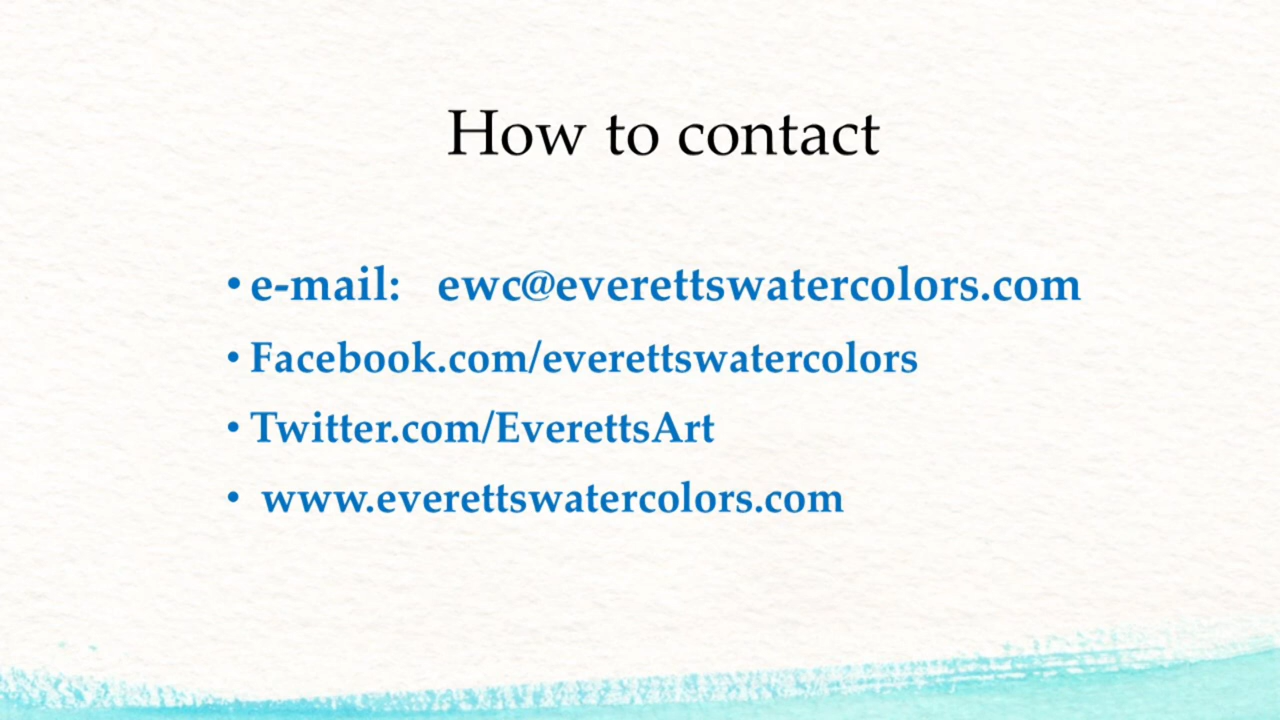 How to contact
• e-mail: ewc@everettswatercolors.com
• Facebook.com/everettswatercolors
• Twitter.com/EverettsArt
• www.everettswatercolors.com